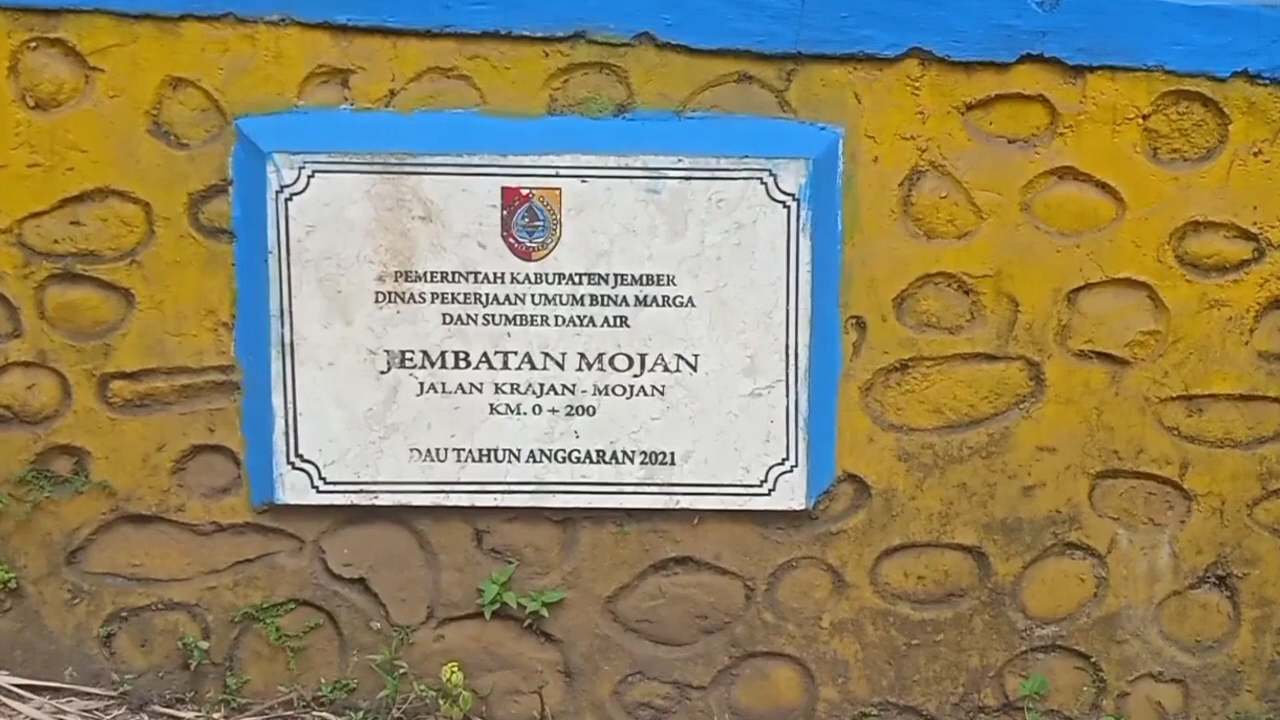 PEMERINTAH KABUPATEN JEMBER
DINAS PEKERJAAN UMUM BINA MARGA
DAN SUMBER DAYA AIR
JEMBATAN MOJAN
JALAN KRAJAN - MOJAN
KM. 0 + 200
DAU TAHUN ANGGARAN 2021